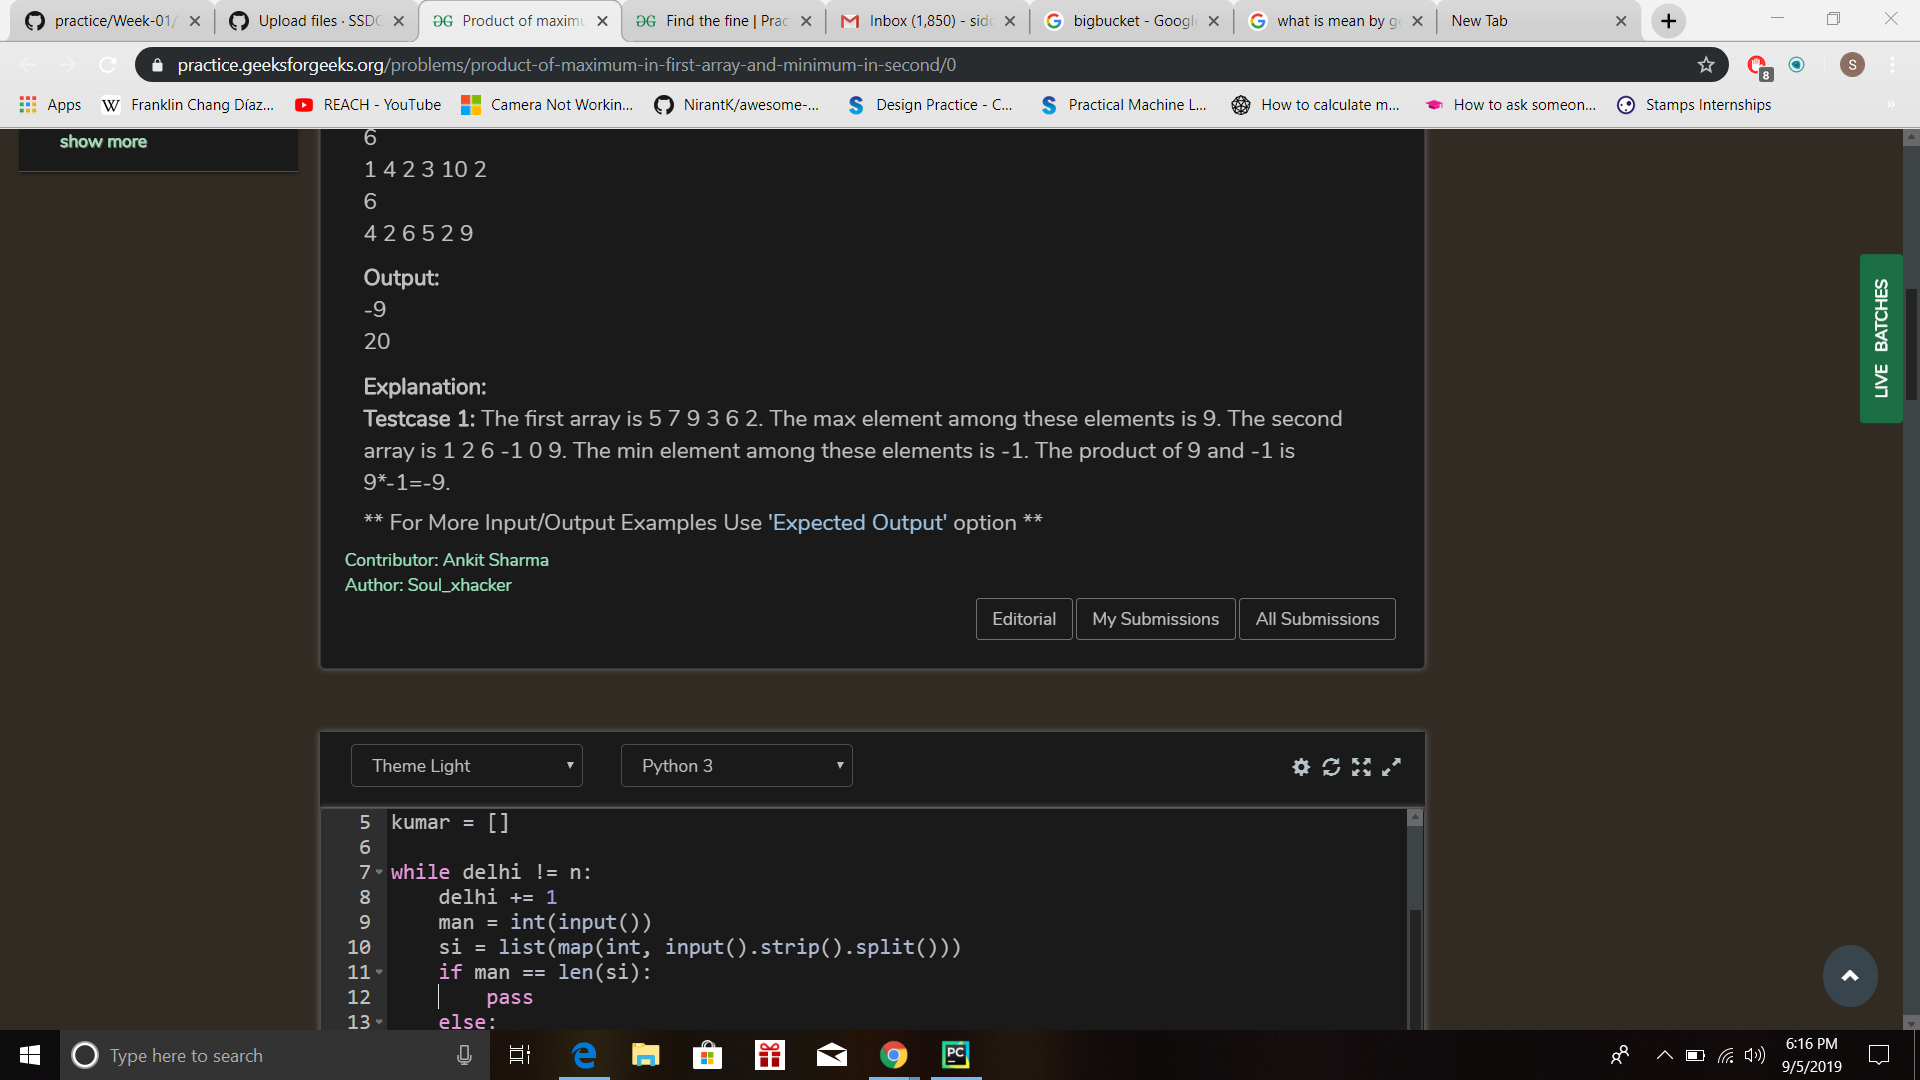 practice/Week-01/
Upload files · SSDC
Product of maximu
Find the fine | Prac
Inbox (1,850) - sid
bigbucket - Google
what is mean by g
New Tab
practice.geeksforgeeks.org/problems/product-of-maximum-in-first-array-and-minimum-in-second/0
8
S
Apps
Franklin Chang Díaz...
REACH - YouTube
Camera Not Workin...
NirantK/awesome-...
Design Practice - C...
Practical Machine L...
How to calculate m...
How to ask someon...
Stamps Internships
»
show more
6
1 4 2 3 10 2
6
4 2 6 5 2 9
Output:
-9
20
Explanation:
Testcase 1: The first array is 5 7 9 3 6 2. The max element among these elements is 9. The second
array is 1 2 6 -1 0 9. The min element among these elements is -1. The product of 9 and -1 is
9*-1=-9.
** For More Input/Output Examples Use 'Expected Output' option **
Contributor: Ankit Sharma
Author: Soul_xhacker
Editorial
My Submissions
All Submissions
LIVE BATCHES
Theme Light
Python 3
5 kumar = []
6
7 while delhi != n:
8 delhi += 1
9 man = int(input())
10 si = list(map(int, input().strip().split()))
11 if man == len(si):
12 pass
13 else:
Type here to search
PC
6:16 PM
9/5/2019